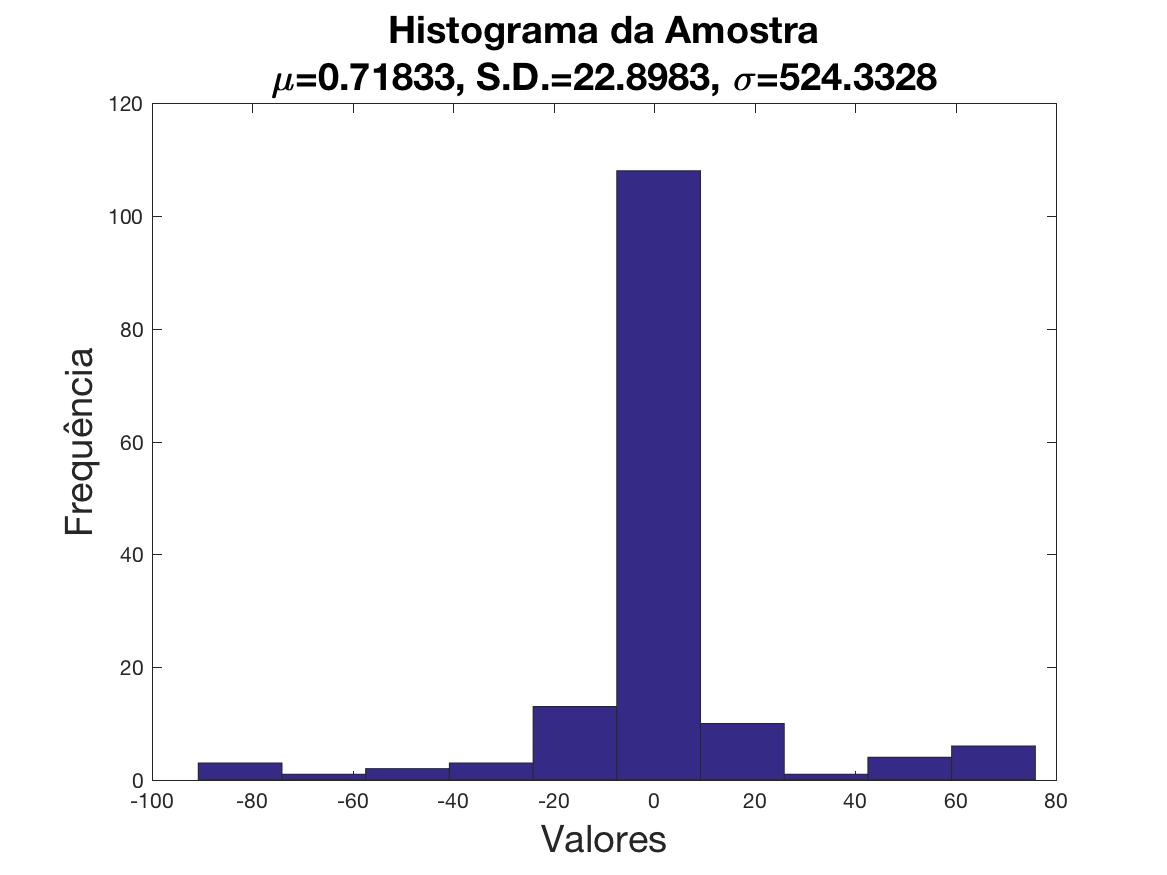 Histograma da Amostra
μ=0.71833, S.D.=22.8983, σ=524.3328
120
100
80
60
40
20
0
Frequência
-100 -80 -60 -40 -20 0 20 40 60 80
Valores